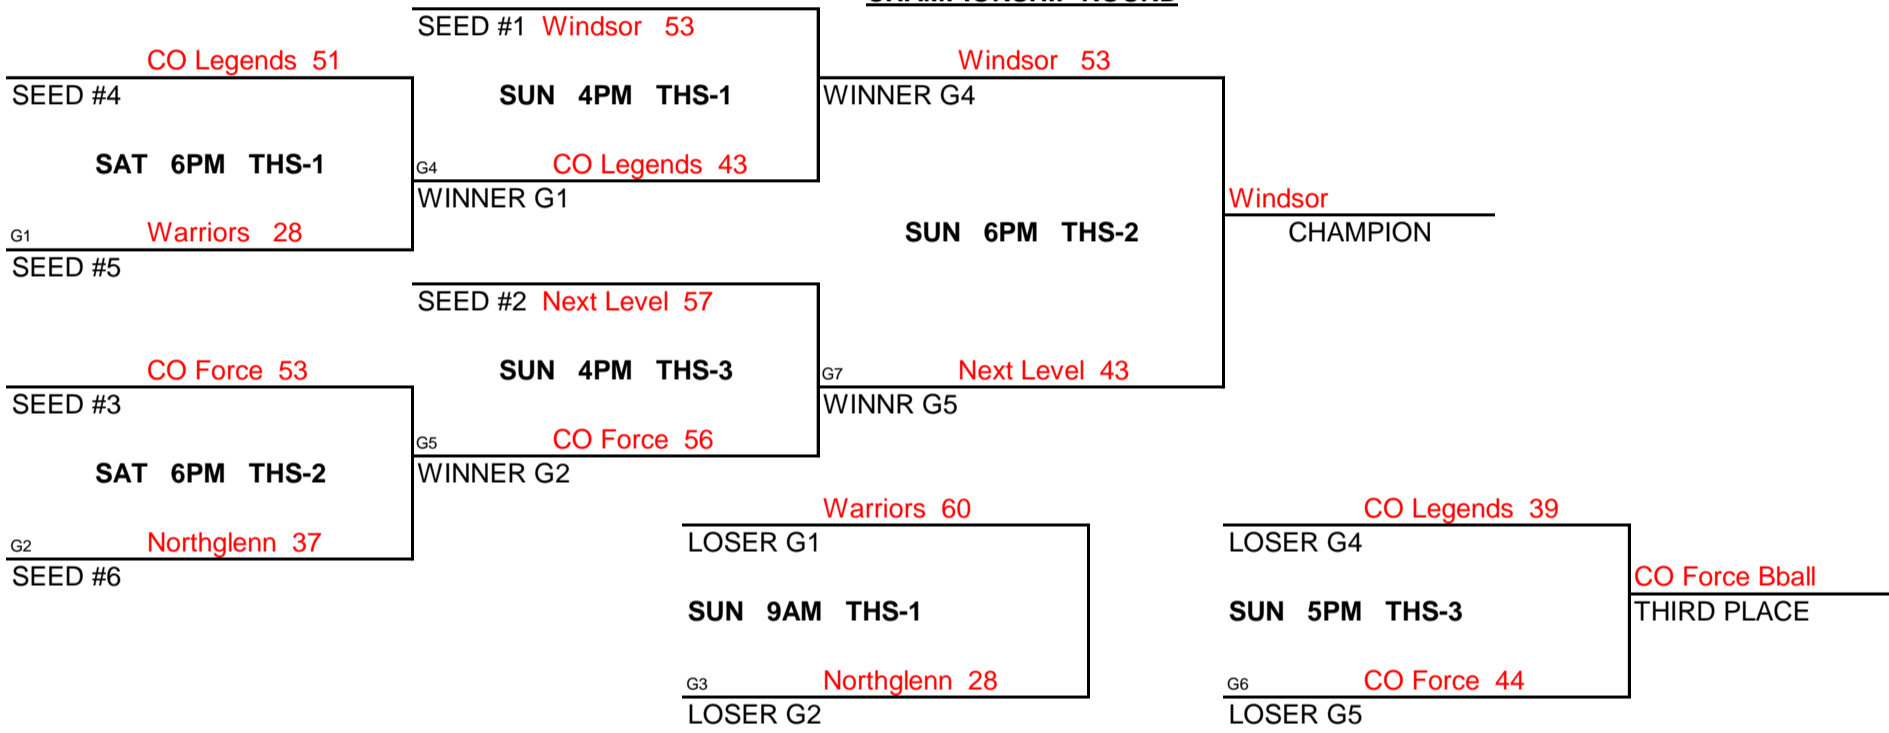 CHAMPIONSHIP ROUND
SEED #1 Windsor 53
CO Legends 51
Windsor 53
SEED #4
SUN 4PM THS-1
WINNER G4
SAT 6PM THS-1
G4 CO Legends 43
WINNER G1
Windsor
G1 Warriors 28
SUN 6PM THS-2
CHAMPION
SEED #5
SEED #2 Next Level 57
CO Force 53
SUN 4PM THS-3
G7 Next Level 43
SEED #3
WINNR G5
G5 CO Force 56
SAT 6PM THS-2
WINNER G2
Warriors 60
CO Legends 39
G2 Northglenn 37
LOSER G1
LOSER G4
SEED #6
CO Force Bball
SUN 9AM THS-1
SUN 5PM THS-3
THIRD PLACE
G3 Northglenn 28
G6 CO Force 44
LOSER G2
LOSER G5